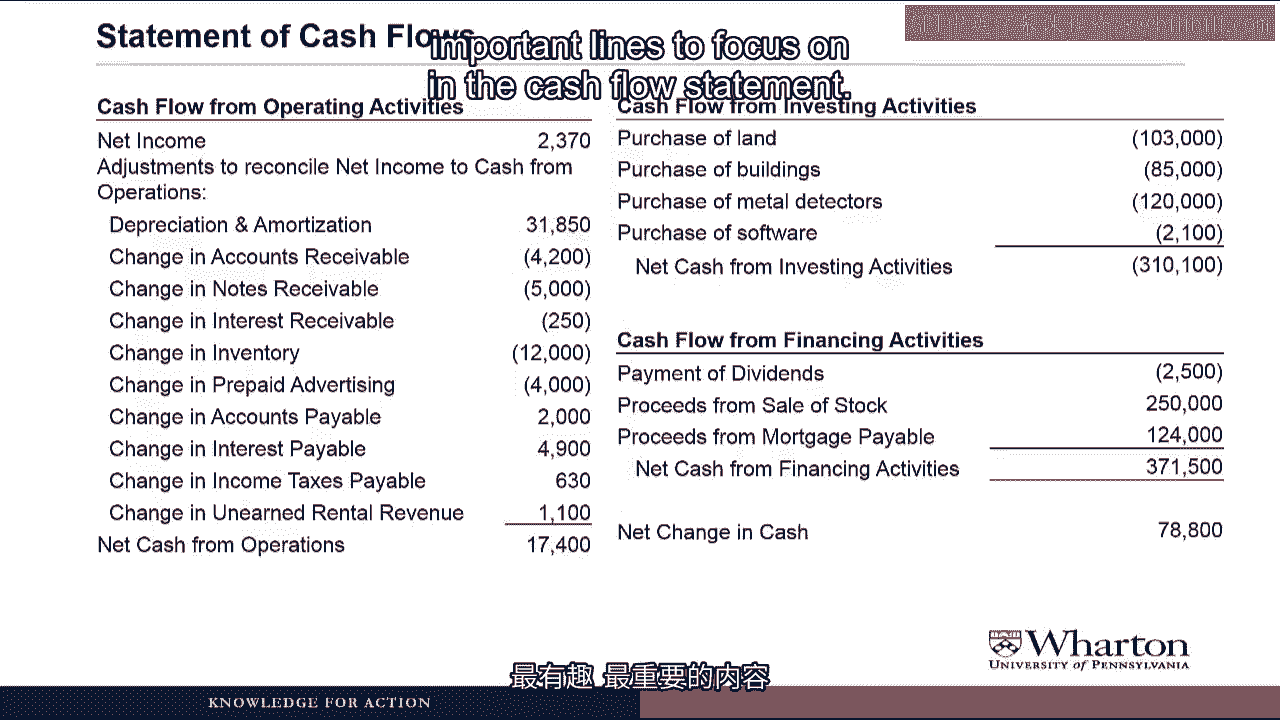 Statement of Cash Flows
important lines to focus on
in the cash flow statement.
Cash Flow from Operating Activities
Net Income 2,370
Adjustments to reconcile Net Income to Cash from
Operations:
Depreciation & Amortization 31,850
Change in Accounts Receivable (4,200)
Change in Notes Receivable (5,000)
Change in Interest Receivable (250)
Change in Inventory (12,000)
Change in Prepaid Advertising (4,000)
Change in Accounts Payable 2,000
Change in Interest Payable 4,900
Change in Income Taxes Payable 630
Change in Unearned Rental Revenue 1,100
Net Cash from Operations 17,400
Cash Flow from Investing Activities
Purchase of land (103,000)
Purchase of buildings (85,000)
Purchase of metal detectors (120,000)
Purchase of software (2,100)
Net Cash from Investing Activities (310,100)
Cash Flow from Financing Activities
Payment of Dividends (2,500)
Proceeds from Sale of Stock 250,000
Proceeds from Mortgage Payable 124,000
Net Cash from Financing Activities 371,500
Net Change in Cash 78,800
Wharton
UNIVERSITY of PENNSYLVANIA
最有趣 最重要的内容
KNOWLEDGE FOR ACTION